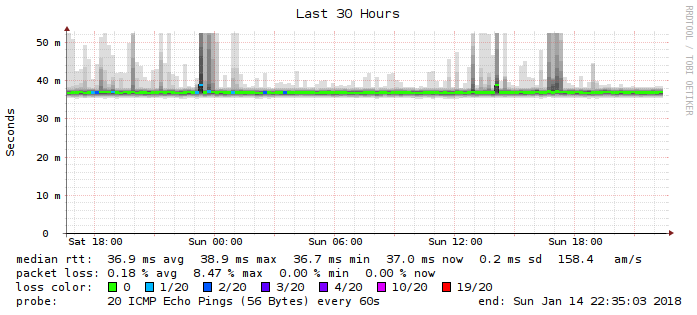 Last 30 Hours
RRDTOOL / TOBI OETIKER
Seconds
50 m
40 m
30 m
20 m
10 m
0
Sat 18:00 Sun 00:00 Sun 06:00 Sun 12:00 Sun 18:00
median rtt: 36.9 ms avg 38.9 ms max 36.7 ms min 37.0 ms now 0.2 ms sd 158.4 am/s
packet loss: 0.18 % avg 8.47 % max 0.00 % min 0.00 % now
loss color: 0 1/20 2/20 3/20 4/20 10/20 19/20
probe: 20 ICMP Echo Pings (56 Bytes) every 60s end: Sun Jan 14 22:35:03 2018